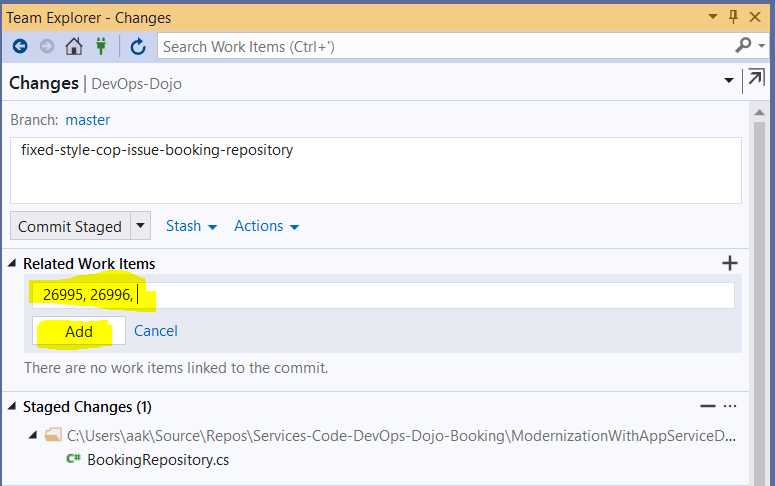 Team Explorer - Changes
Search Work Items (Ctrl+')
Changes | DevOps-Dojo
Branch: master
fixed-style-cop-issue-booking-repository
Commit Staged Stash Actions
Related Work Items
26995, 26996,
Add Cancel
There are no work items linked to the commit.
Staged Changes (1)
C:\Users\aak\Source\Repos\Services-Code-DevOps-Dojo-Booking\ModernizationWithAppServiceD...
C# BookingRepository.cs